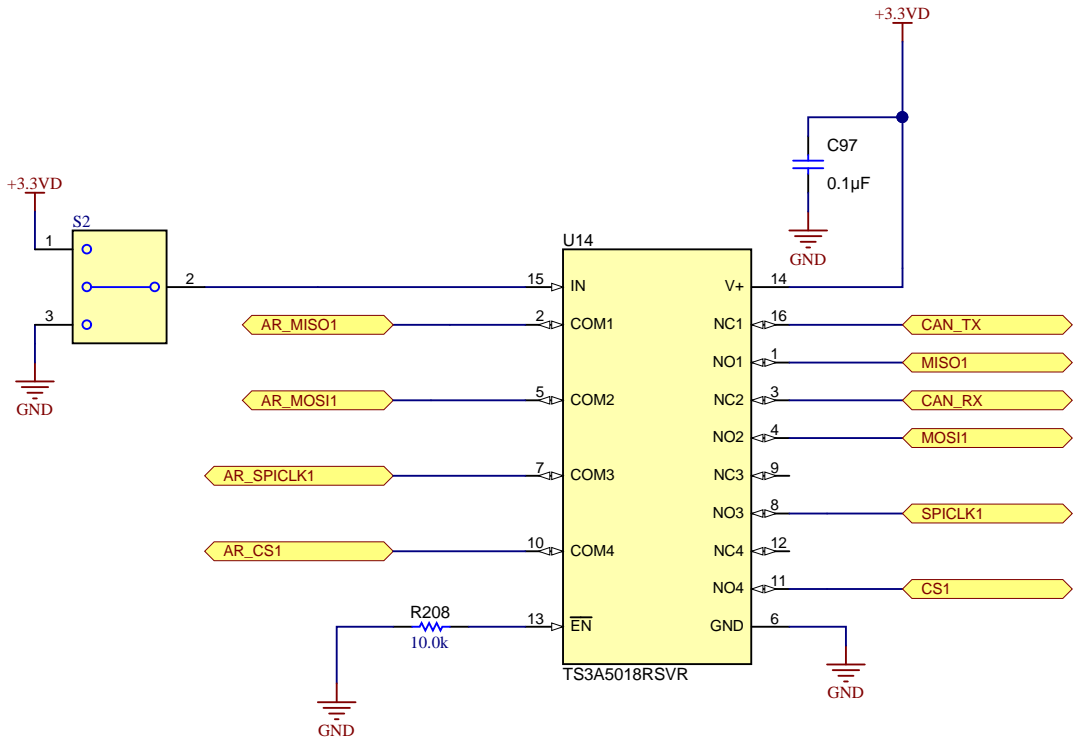 +3.3VD
C97
0.1µF
GND
+3.3VD
S2
1
2
3
GND
U14
15 IN
V+ 14
AR_MISO1 2 COM1
NC1 16 CAN_TX
NO1 1 MISO1
AR_MOSI1 5 COM2
NC2 3 CAN_RX
NO2 4 MOSI1
AR_SPICLK1 7 COM3
NC3 9
NO3 8 SPICLK1
AR_CS1 10 COM4
NC4 12
NO4 11 CS1
R208
10.0k
13 EN
GND 6
TS3A5018RSVR
GND
GND